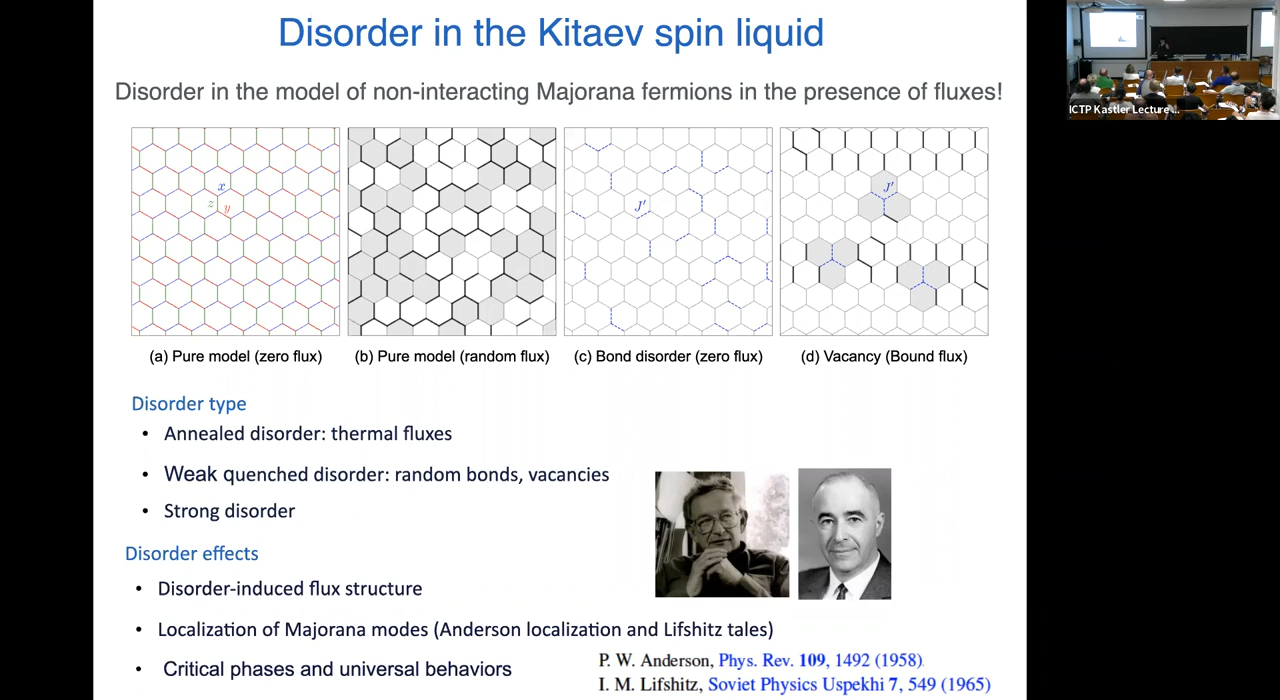 Disorder in the Kitaev spin liquid
Disorder in the model of non-interacting Majorana fermions in the presence of fluxes!
x
z
y
J'
J'
(a) Pure model (zero flux)
(b) Pure model (random flux)
(c) Bond disorder (zero flux)
(d) Vacancy (Bound flux)
Disorder type
• Annealed disorder: thermal fluxes
• Weak quenched disorder: random bonds, vacancies
• Strong disorder
Disorder effects
• Disorder-induced flux structure
• Localization of Majorana modes (Anderson localization and Lifshitz tales)
• Critical phases and universal behaviors
P. W. Anderson, Phys. Rev. 109, 1492 (1958)
I. M. Lifshitz, Soviet Physics Uspekhi 7, 549 (1965)
ICTP Kastler Lecture ...